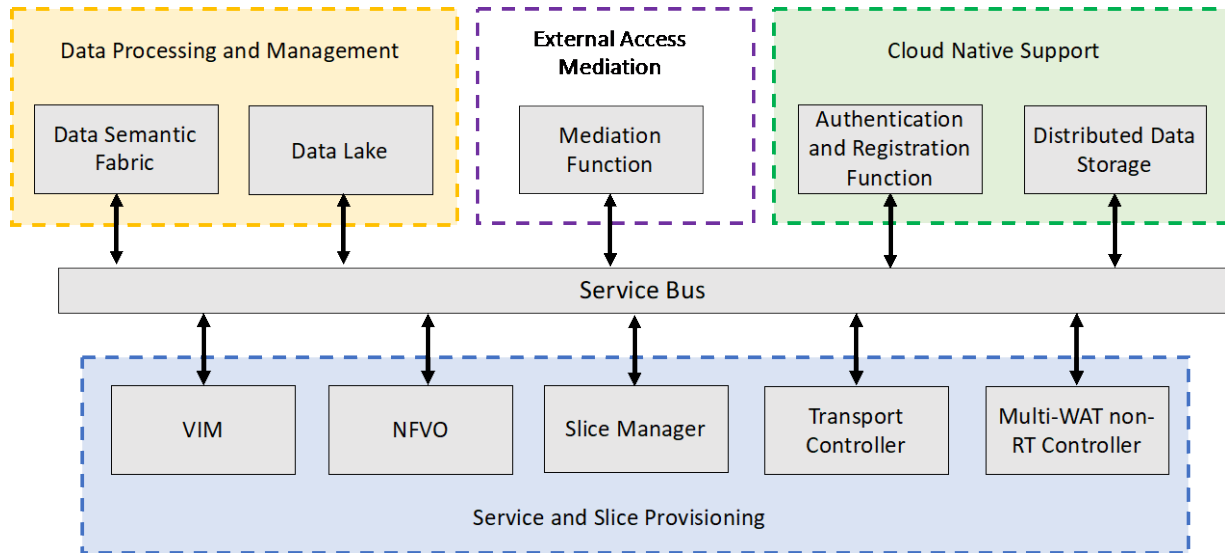 Data Processing and Management
External Access
Mediation
Cloud Native Support
Data Semantic
Fabric
Data Lake
Mediation
Function
Authentication
and Registration
Function
Distributed Data
Storage
Service Bus
VIM
NFVO
Slice Manager
Transport
Controller
Multi-WAT non-
RT Controller
Service and Slice Provisioning